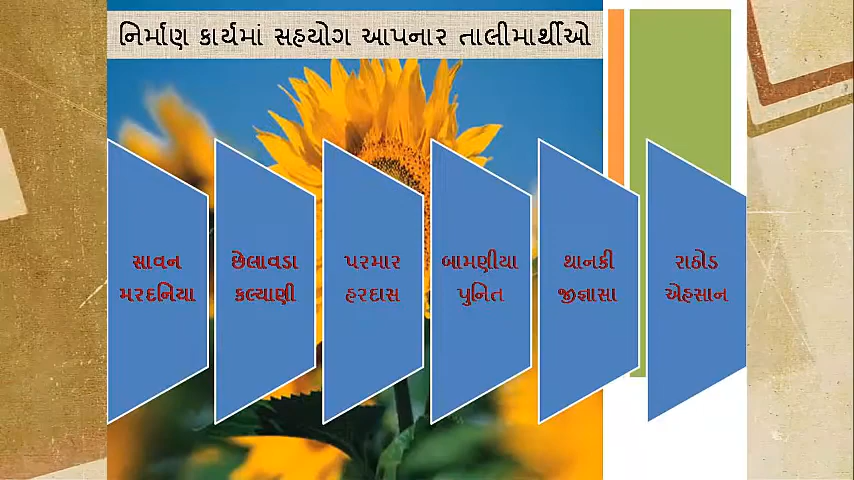 નિર્માણ કાર્યમાં સહયોગ આપનાર તાલીમાર્થીઓ
સાવન
મરદનિયા
છેલાવડા
કલ્યાણી
પરમાર
હરદાસ
બામણીયા
પુનિત
થાનકી
જીજ્ઞાસા
રાઠોડ
એહસાન